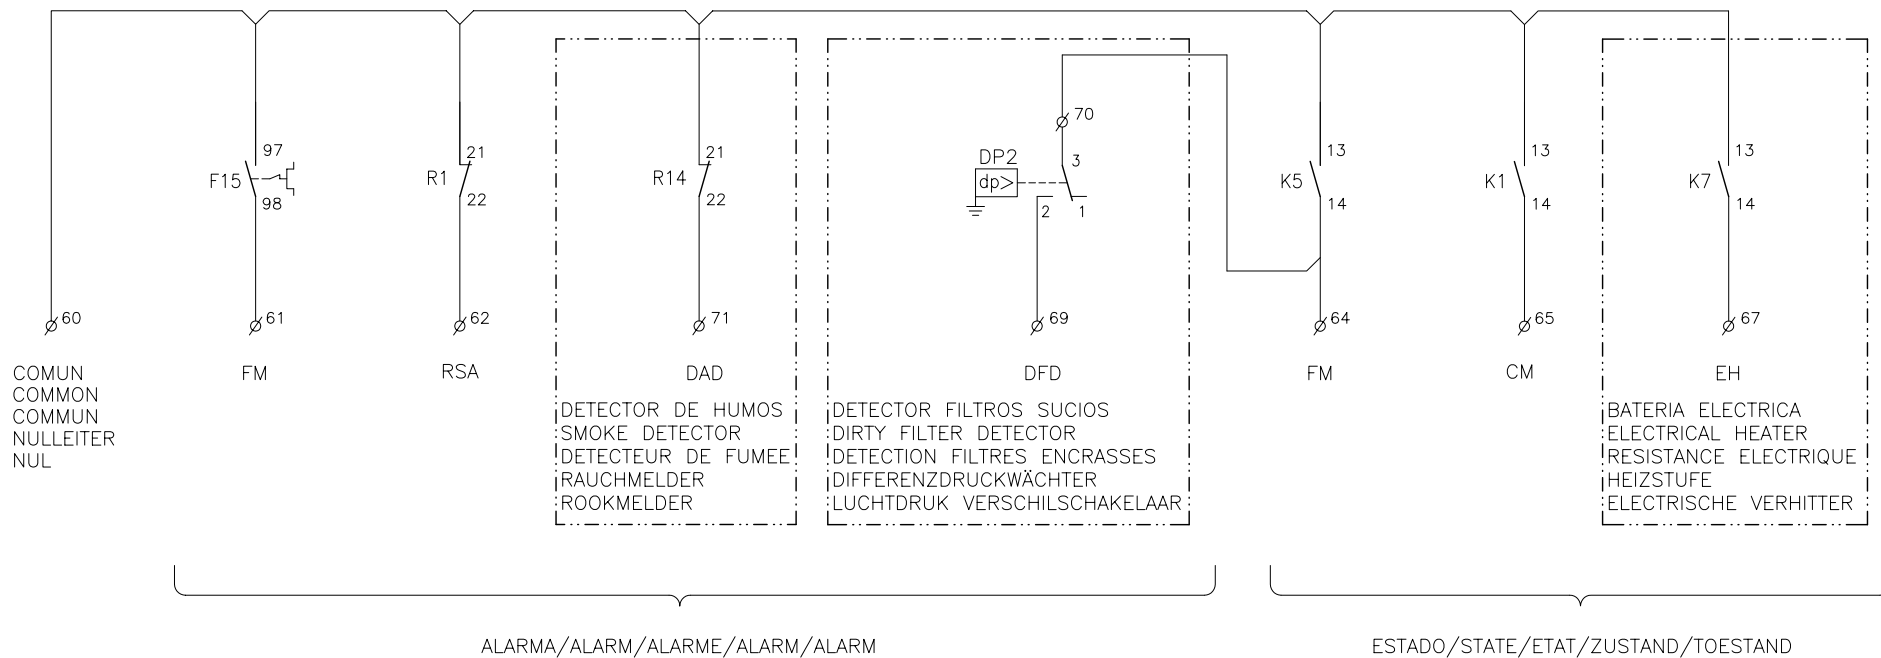 70
97
21
21
DP2
3
13
13
13
F15
R1
R14
dp>
K5
K1
K7
98
22
22
2
1
14
14
14
60
61
62
71
69
64
65
67
COMUN
COMMON
COMMUN
NULLEITER
NUL
FM
RSA
DAD
DFD
FM
CM
EH
DETECTOR DE HUMOS
SMOKE DETECTOR
DETECTEUR DE FUMEE
RAUCHMELDER
ROOKMELDER
DETECTOR FILTROS SUCIOS
DIRTY FILTER DETECTOR
DETECTION FILTRES ENCRASSES
DIFFERENZDRUCKWÄCHTER
LUCHTDRUK VERSCHILSCHAKELAAR
BATERIA ELECTRICA
ELECTRICAL HEATER
RESISTANCE ELECTRIQUE
HEIZSTUFE
ELECTRISCHE VERHITTER
ALARMA/ALARM/ALARME/ALARM/ALARM
ESTADO/STATE/ETAT/ZUSTAND/TOESTAND